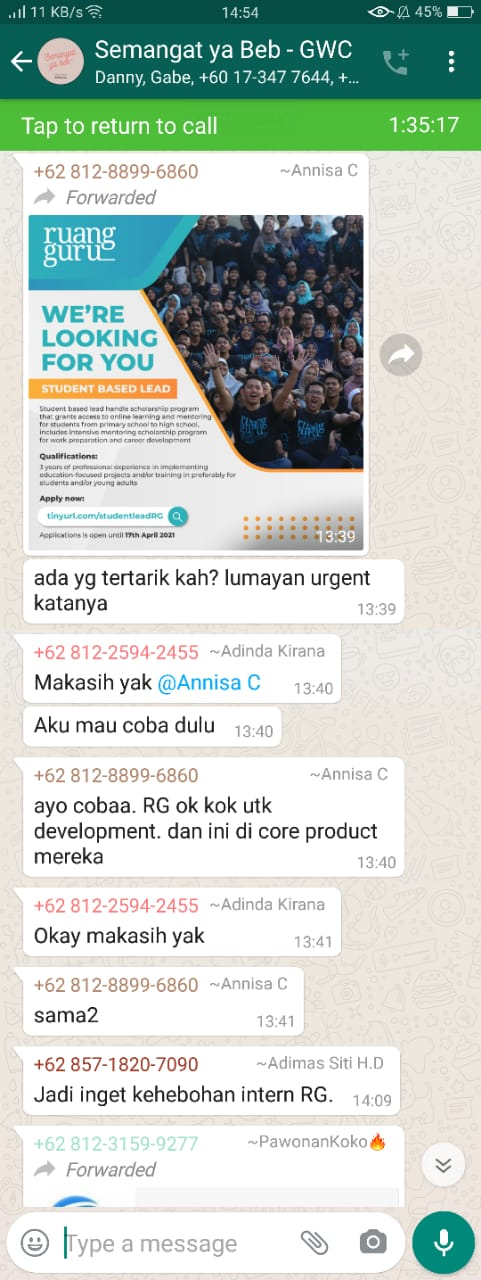 11 KB/s
14:54
45%
Semangat ya Beb - GWC
Danny, Gabe, +60 17-347 7644, +...
Tap to return to call
1:35:17
+62 812-8899-6860
~Annisa C
Forwarded
ruang
guru
WE'RE
LOOKING
FOR YOU
STUDENT BASED LEAD
Student based lead handle scholarship program
that grants access to online learning and mentoring
for students from primary school to high school,
includes intensive mentoring scholarship program
for work preparation and career development
Qualifications:
3 years of professional experience in implementing
education-focused projects and/or training in preferably for
students and/or young adults
Apply now:
tinyurl.com/studentleadRG
Applications is open until 17th April 2021
13:39
ada yg tertarik kah? lumayan urgent
katanya
13:39
+62 812-2594-2455 ~Adinda Kirana
Makasih yak @Annisa C
13:40
Aku mau coba dulu
13:40
+62 812-8899-6860
~Annisa C
ayo cobaa. RG ok kok utk
development. dan ini di core product
mereka
13:40
+62 812-2594-2455 ~Adinda Kirana
Okay makasih yak
13:41
+62 812-8899-6860 ~Annisa C
sama2
13:41
+62 857-1820-7090
~Adimas Siti H.D
Jadi inget kehebohan intern RG.
14:09
+62 812-3159-9277
~PawonanKoko🔥
Forwarded
Type a message